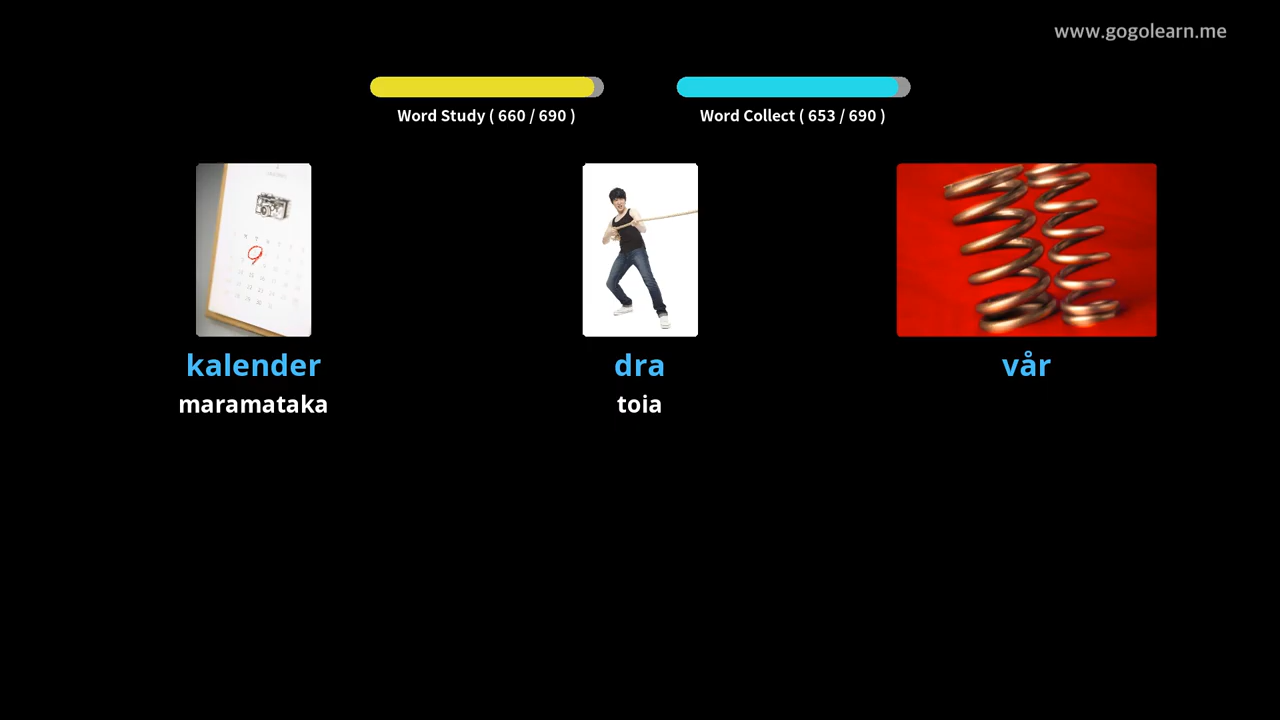 www.gogolearn.me
Word Study ( 660 / 690 )
Word Collect ( 653 / 690 )
kalender
dra
vår
maramataka
toia